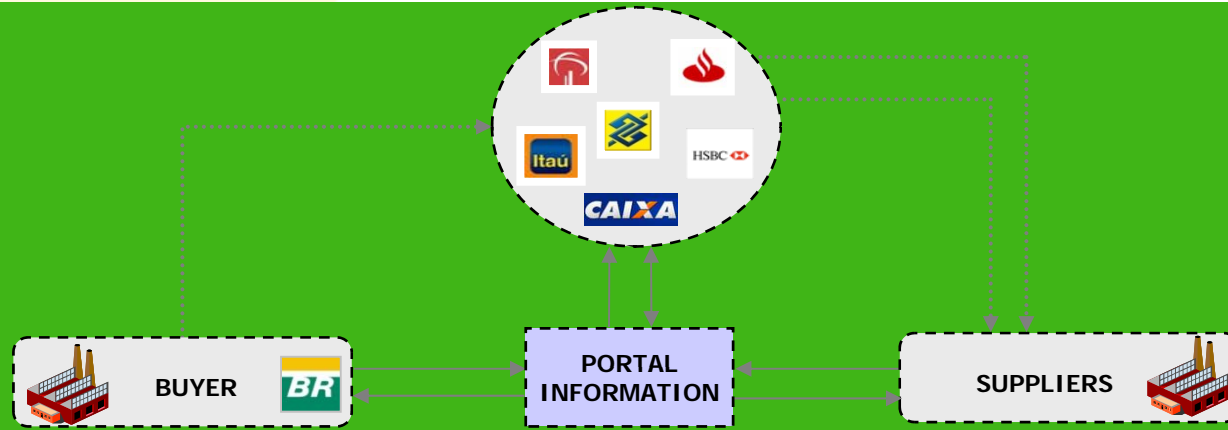 Itaú
HSBC
CAIXA
BUYER
BR
PORTAL
INFORMATION
SUPPLIERS